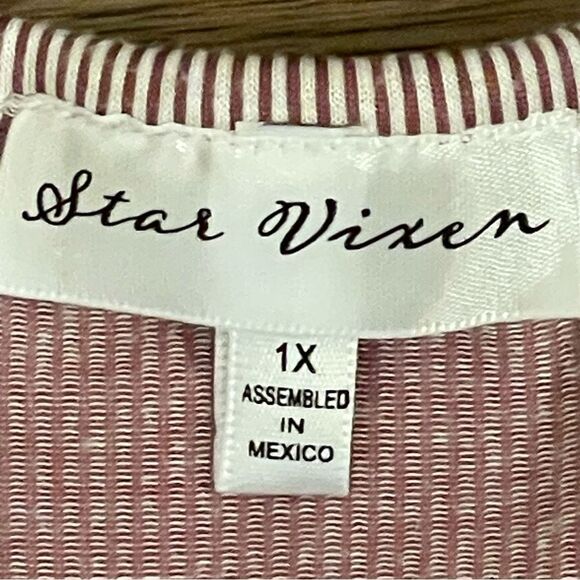 Star Vixen
1X
ASSEMBLED
IN
MEXICO